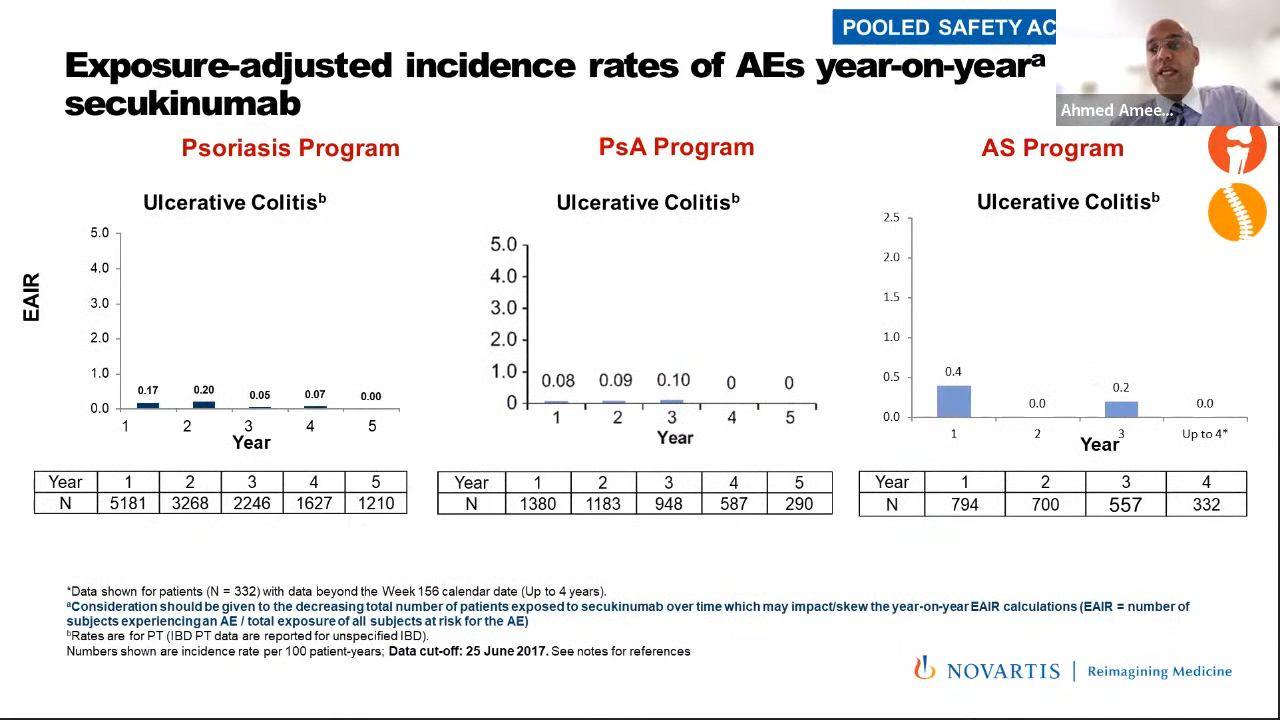 POOLED SAFETY AC
Exposure-adjusted incidence rates of AEs year-on-yearᵃ
secukinumab
Ahmed Amee...
Psoriasis Program
PsA Program
AS Program
Ulcerative Colitisᵇ
EAIR
5.0
4.0
3.0
2.0
1.0
0.0
0.17 0.20 0.05 0.07 0.00
1 2 3 4 5
Year
Year 1 2 3 4 5
N 5181 3268 2246 1627 1210
Ulcerative Colitisᵇ
5.0
4.0
3.0
2.0
1.0
0
0.08 0.09 0.10 0 0
1 2 3 4 5
Year
Year 1 2 3 4 5
N 1380 1183 948 587 290
Ulcerative Colitisᵇ
2.5
2.0
1.5
1.0
0.5
0.0
0.4 0.0 0.2 0.0
1 2 3 Up to 4*
Year
Year 1 2 3 4
N 794 700 557 332
*Data shown for patients (N = 332) with data beyond the Week 156 calendar date (Up to 4 years).
ᵃConsideration should be given to the decreasing total number of patients exposed to secukinumab over time which may impact/skew the year-on-year EAIR calculations (EAIR = number of
subjects experiencing an AE / total exposure of all subjects at risk for the AE)
ᵇRates are for PT (IBD PT data are reported for unspecified IBD).
Numbers shown are incidence rate per 100 patient-years; Data cut-off: 25 June 2017. See notes for references
NOVARTIS | Reimagining Medicine